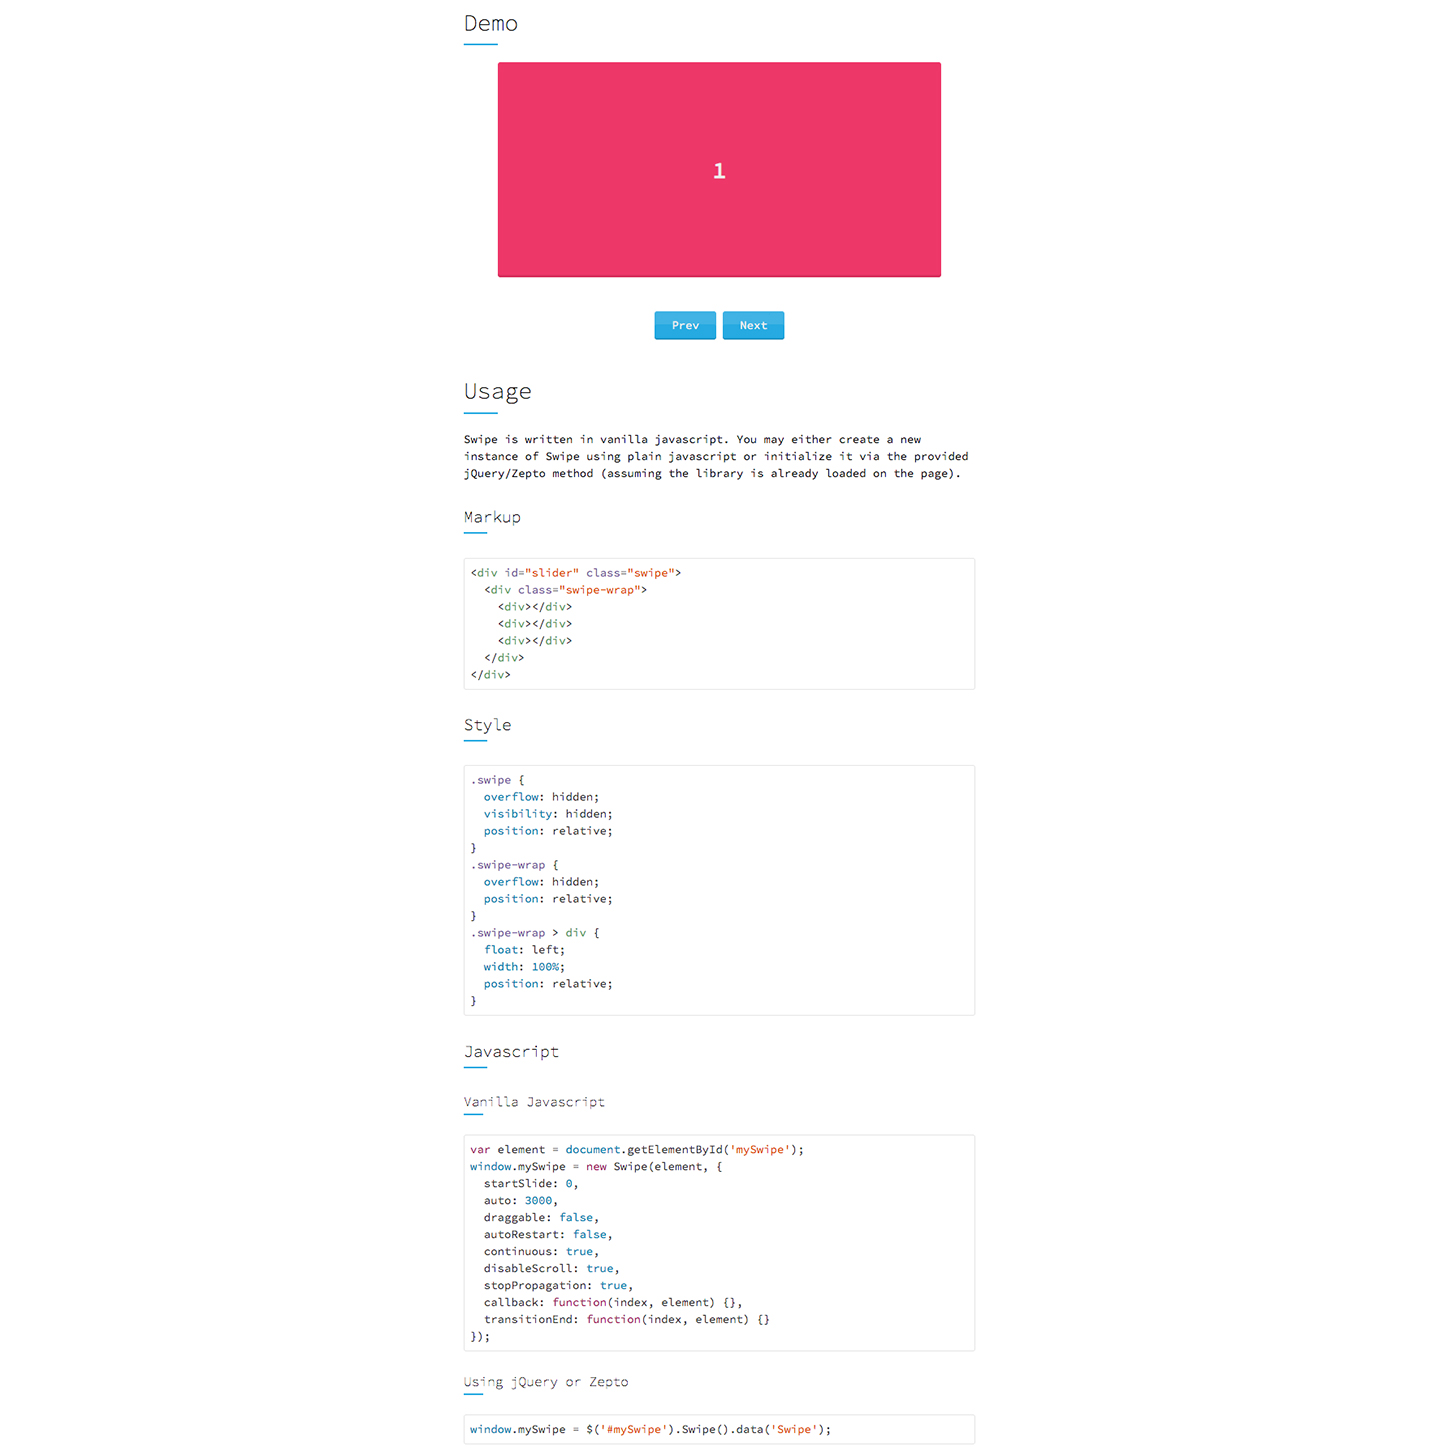 Demo
1
Prev Next
Usage
Swipe is written in vanilla javascript. You may either create a new
instance of Swipe using plain javascript or initialize it via the provided
jQuery/Zepto method (assuming the library is already loaded on the page).
Markup
<div id="slider" class="swipe">
  <div class="swipe-wrap">
    <div></div>
    <div></div>
    <div></div>
  </div>
</div>
Style
.swipe {
  overflow: hidden;
  visibility: hidden;
  position: relative;
}
.swipe-wrap {
  overflow: hidden;
  position: relative;
}
.swipe-wrap > div {
  float: left;
  width: 100%;
  position: relative;
}
Javascript
Vanilla Javascript
var element = document.getElementById('mySwipe');
window.mySwipe = new Swipe(element, {
  startSlide: 0,
  auto: 3000,
  draggable: false,
  autoRestart: false,
  continuous: true,
  disableScroll: true,
  stopPropagation: true,
  callback: function(index, element) {},
  transitionEnd: function(index, element) {}
});
Using jQuery or Zepto
window.mySwipe = $('#mySwipe').Swipe().data('Swipe');